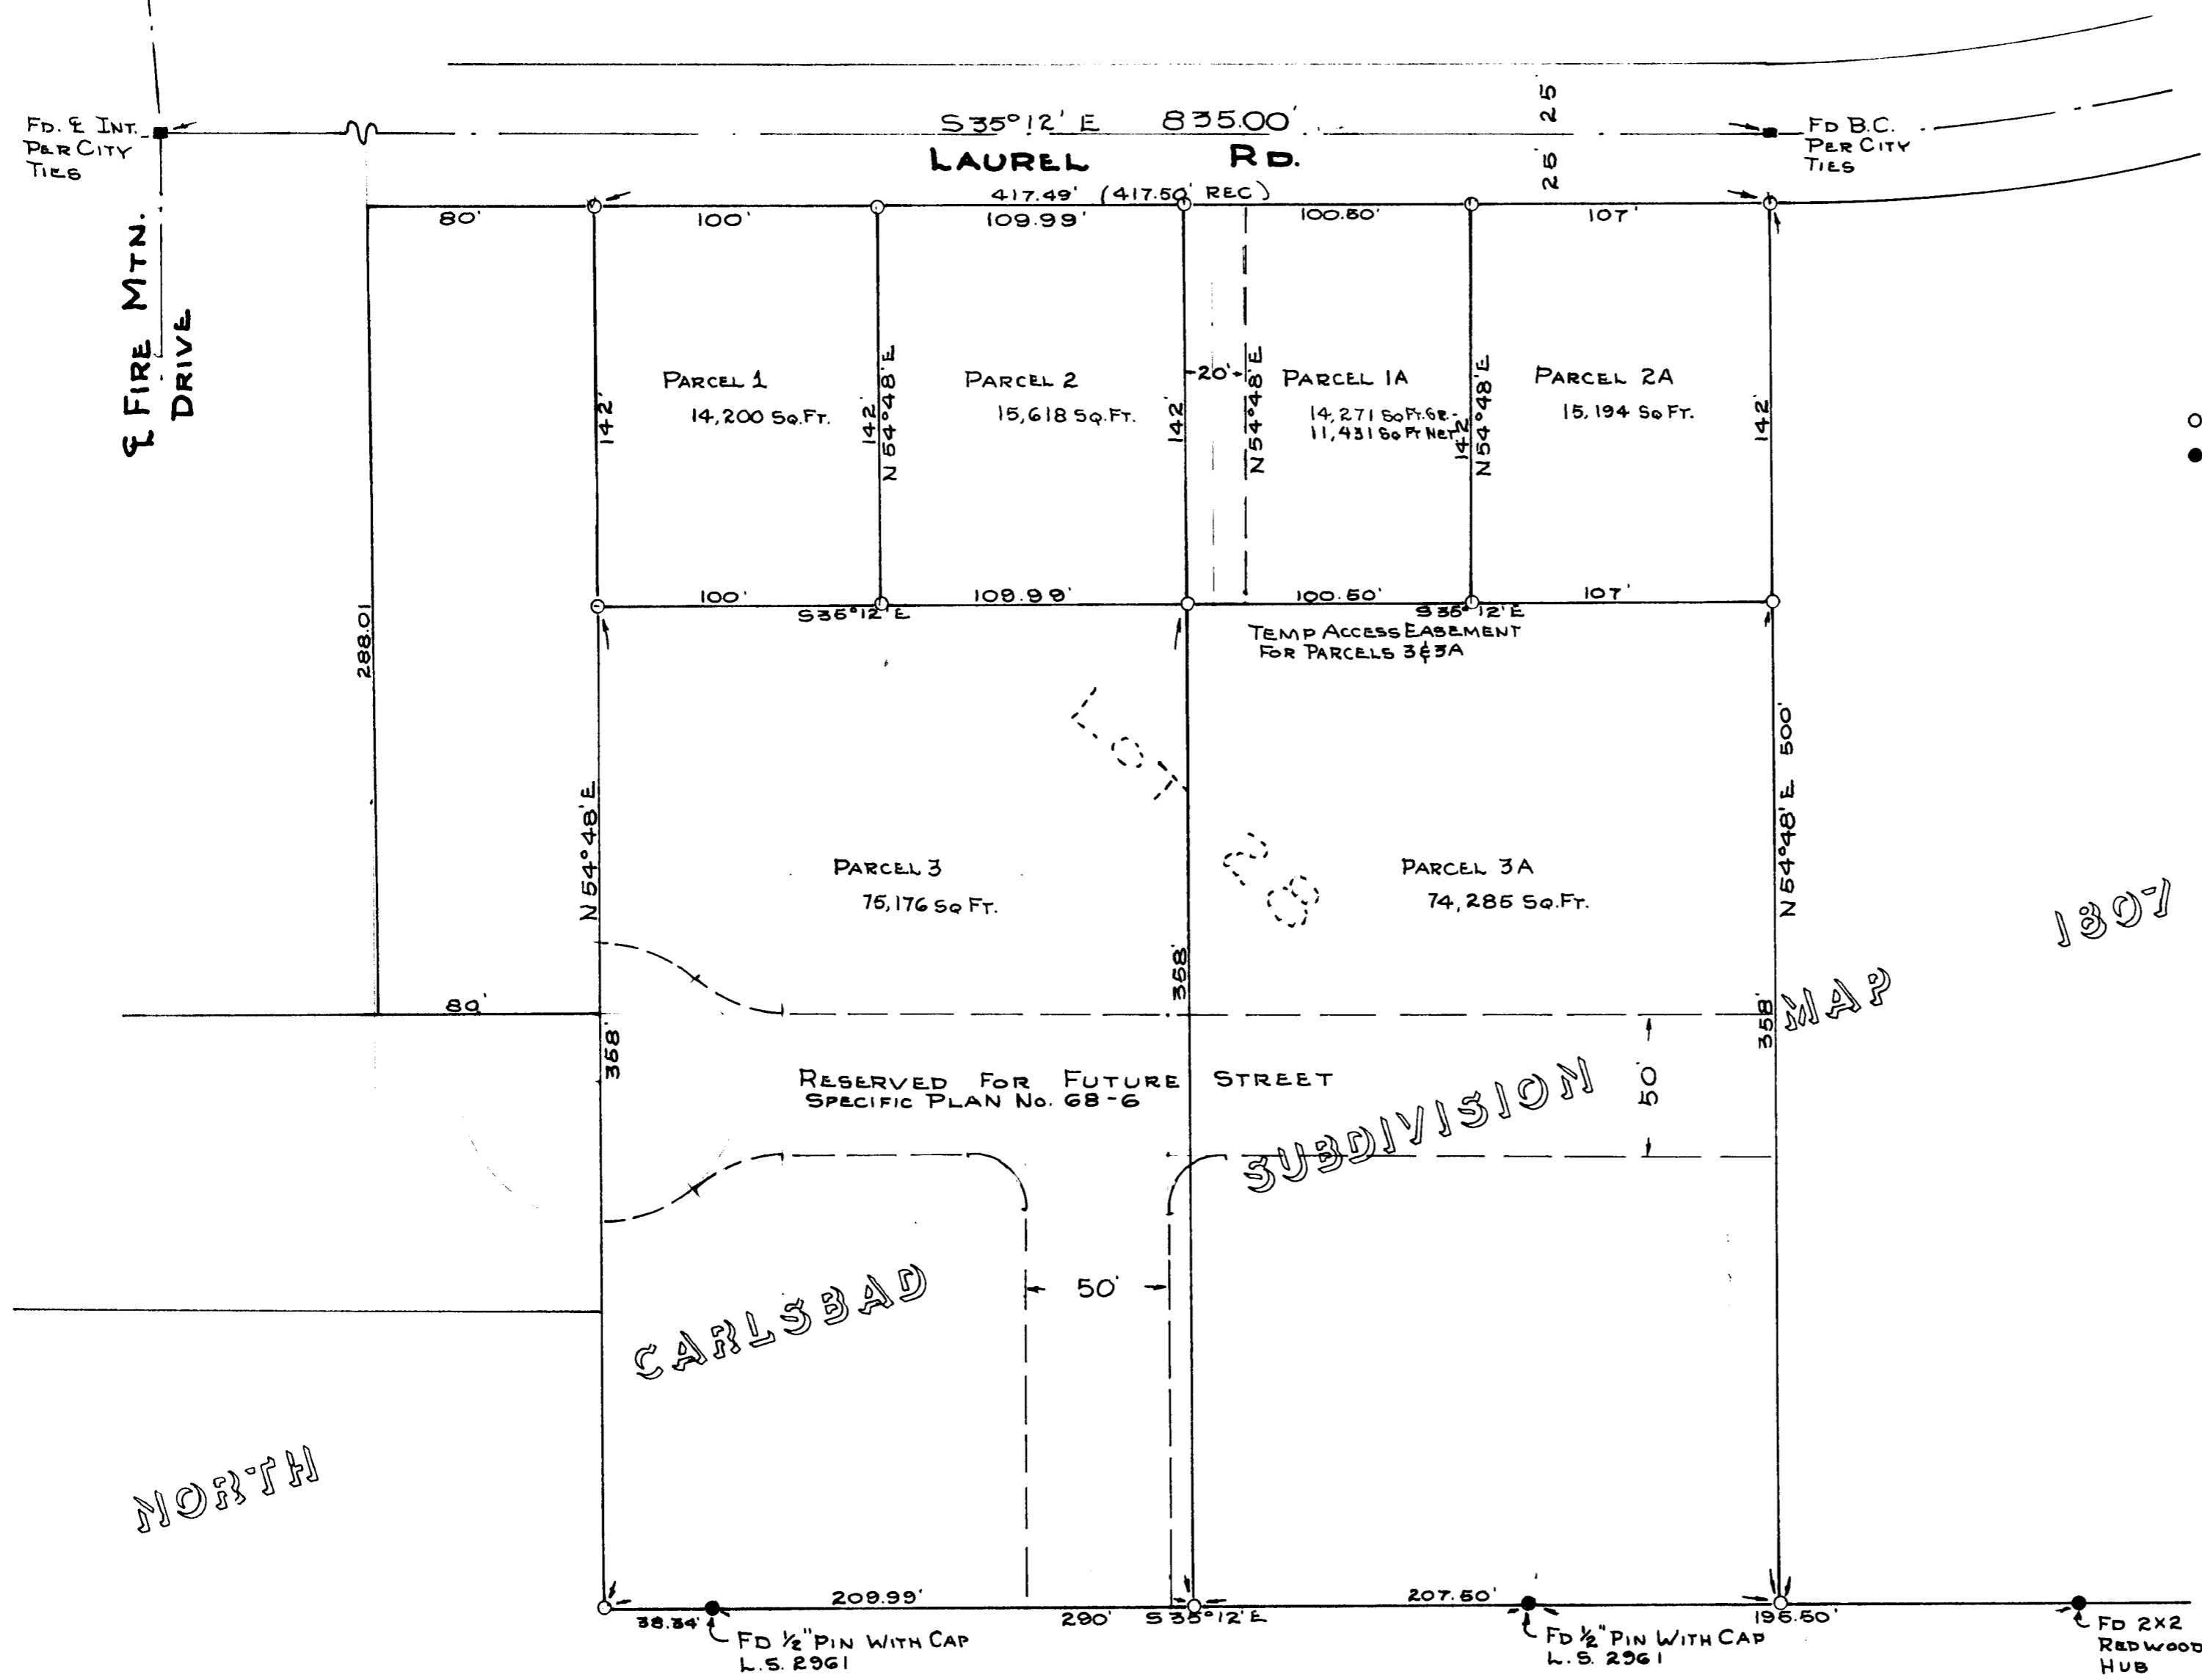 FD. ℄ INT.
PER CITY
TIES
S35°12' E 835.00'
25'
25'
LAUREL RD.
FD B.C.
PER CITY
TIES
417.49' (417.50' REC)
80'
100'
109.99'
100.50'
107'
℄ FIRE MTN.
DRIVE
PARCEL 1
14,200 SQ.FT.
PARCEL 2
15,618 SQ.FT.
20'
PARCEL 1A
14,271 SQ FT. GR.-
11,431 SQ FT NET
PARCEL 2A
15,194 SQ FT.
142'
142'
N 54°48' E
142'
N 54°48' E
142'
N 54°48' E
142'
100'
S35°12' E
109.99'
100.50'
S35°12' E
107'
TEMP ACCESS EASEMENT
FOR PARCELS 3 & 3A
288.01
LOT 28
N 54°48' E
N 54°48' E 500'
PARCEL 3
75,176 SQ FT.
PARCEL 3A
74,285 SQ.FT.
358'
80'
358'
358'
RESERVED FOR FUTURE STREET
SPECIFIC PLAN NO. 68-6
50'
50'
NORTH CARLSBAD SUBDIVISION MAP 1807
209.99'
207.50'
38.34'
290'
S 35°12' E
196.50'
FD ½" PIN WITH CAP
L.S. 2961
FD ½" PIN WITH CAP
L.S. 2961
FD 2X2
REDWOOD
HUB